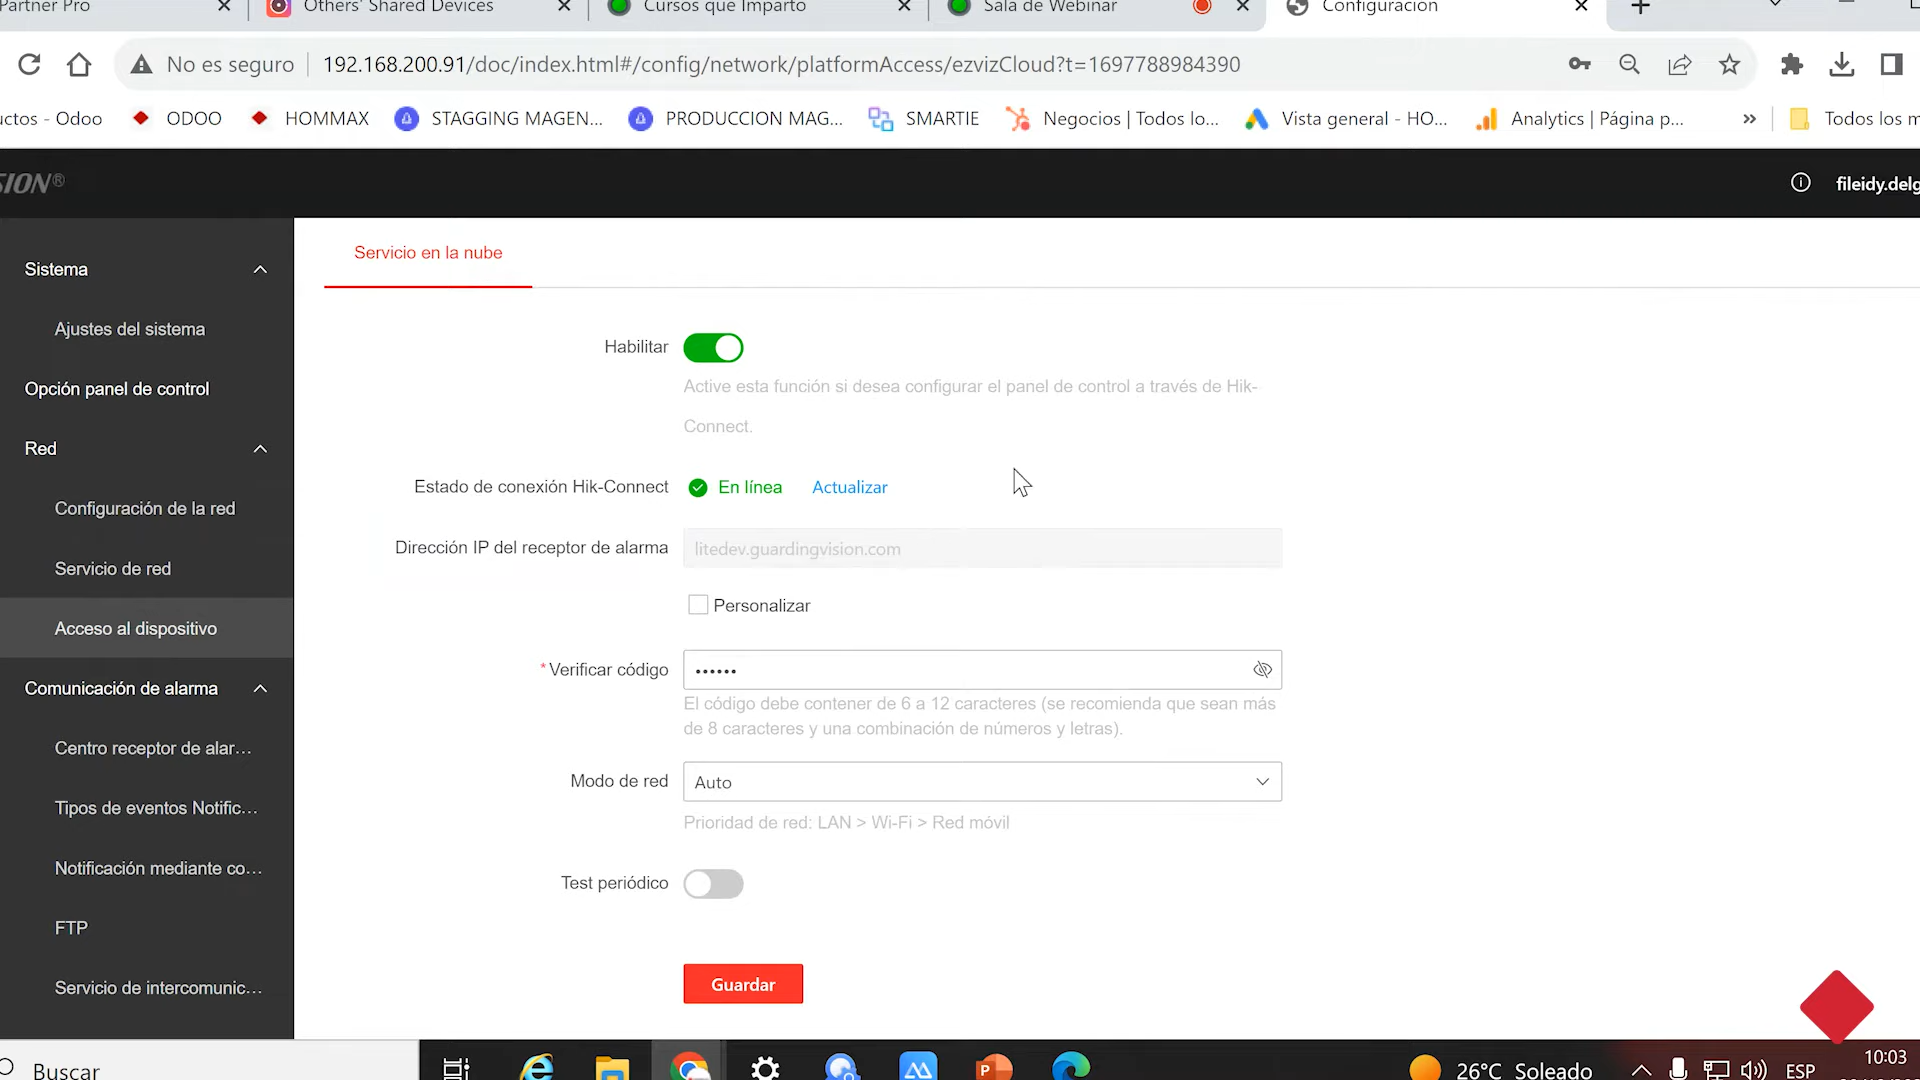 Partner Pro
Others' Shared Devices
Cursos que Imparto
Sala de Webinar
Configuración
No es seguro
192.168.200.91/doc/index.html#/config/network/platformAccess/ezvizCloud?t=1697788984390
uctos - Odoo
ODOO
HOMMAX
STAGGING MAGEN...
PRODUCCION MAG...
SMARTIE
Negocios | Todos lo...
Vista general - HO...
Analytics | Página p...
»
Todos los m
SION®
fileidy.delg
Sistema
Ajustes del sistema
Opción panel de control
Red
Configuración de la red
Servicio de red
Acceso al dispositivo
Comunicación de alarma
Centro receptor de alar...
Tipos de eventos Notific...
Notificación mediante co...
FTP
Servicio de intercomunic...
Servicio en la nube
Habilitar
Active esta función si desea configurar el panel de control a través de Hik-
Connect.
Estado de conexión Hik-Connect
En línea
Actualizar
Dirección IP del receptor de alarma
litedev.guardingvision.com
Personalizar
*Verificar código
••••••
El código debe contener de 6 a 12 caracteres (se recomienda que sean más
de 8 caracteres y una combinación de números y letras).
Modo de red
Auto
Prioridad de red: LAN > Wi-Fi > Red móvil
Test periódico
Guardar
Buscar
26°C Soleado
ESP
10:03